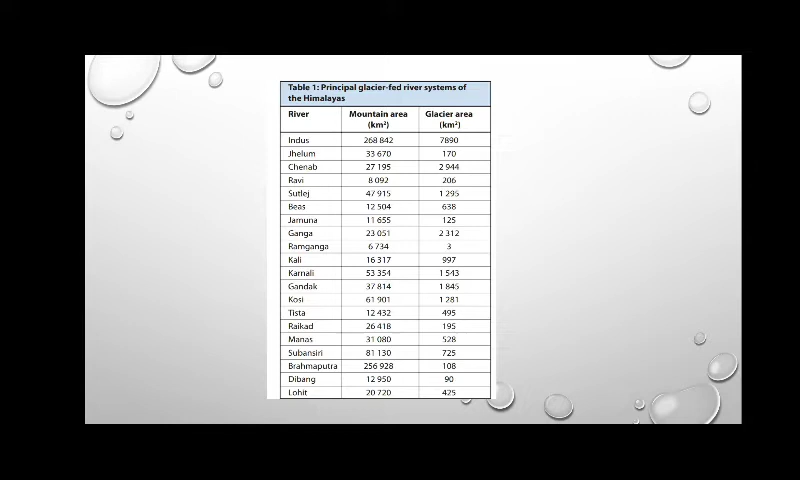 Table 1: Principal glacier-fed river systems of
the Himalayas
River Mountain area (km²) Glacier area (km²)
Indus 268 842 7890
Jhelum 33 670 170
Chenab 27 195 2 944
Ravi 8 092 206
Sutlej 47 915 1 295
Beas 12 504 638
Jamuna 11 655 125
Ganga 23 051 2 312
Ramganga 6 734 3
Kali 16 317 997
Karnali 53 354 1 543
Gandak 37 814 1 845
Kosi 61 901 1 281
Tista 12 432 495
Raikad 26 418 195
Manas 31 080 528
Subansiri 81 130 725
Brahmaputra 256 928 108
Dibang 12 950 90
Lohit 20 720 425